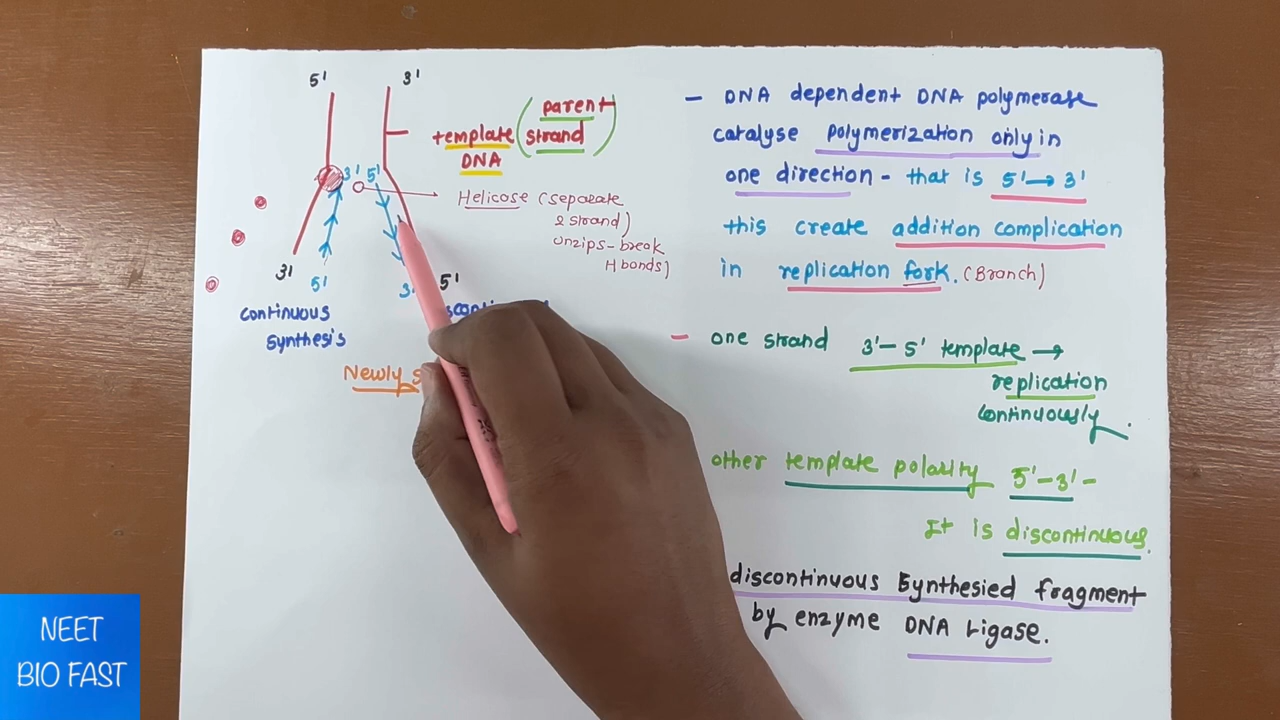 5' 3'
template (parent strand)
DNA
3' 5'
Helicose (separate
2 strand)
unzips-break
H bonds)
3'
5'
3'
5'
continuous
synthesis
Newly
– DNA dependent DNA polymerase
catalyse polymerization only in
one direction - that is 5'→3'
this create addition complication
in replication fork. (Branch)
– one strand 3'–5' template →
replication
continuously.
other template polarity 5'–3'–
It is discontinuous.
discontinuous synthesied fragment
by enzyme DNA Ligase.
NEET
BIO FAST